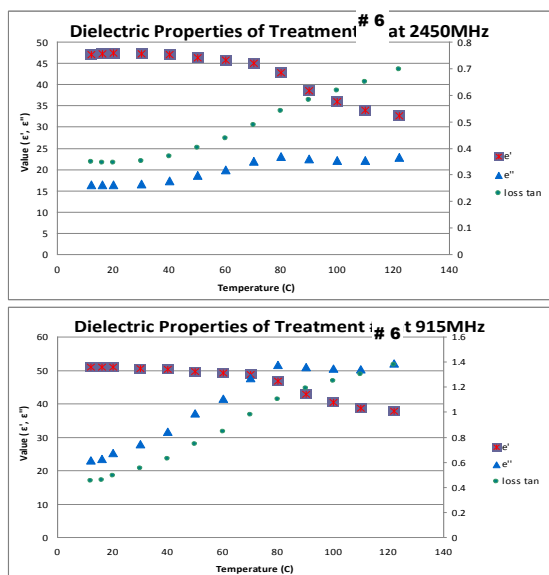 Dielectric Properties of Treatment # 6 at 2450MHz
50
45
40
35
30
25
20
15
10
5
0
0.8
0.7
0.6
0.5
0.4
0.3
0.2
0.1
0
0 20 40 60 80 100 120 140
Value (ε', ε")
Temperature (C)
e'
e"
loss tan
Dielectric Properties of Treatment # 6 at 915MHz
60
50
40
30
20
10
0
1.6
1.4
1.2
1
0.8
0.6
0.4
0.2
0
0 20 40 60 80 100 120 140
Value (ε', ε")
Temperature (C)
e'
e"
loss tan